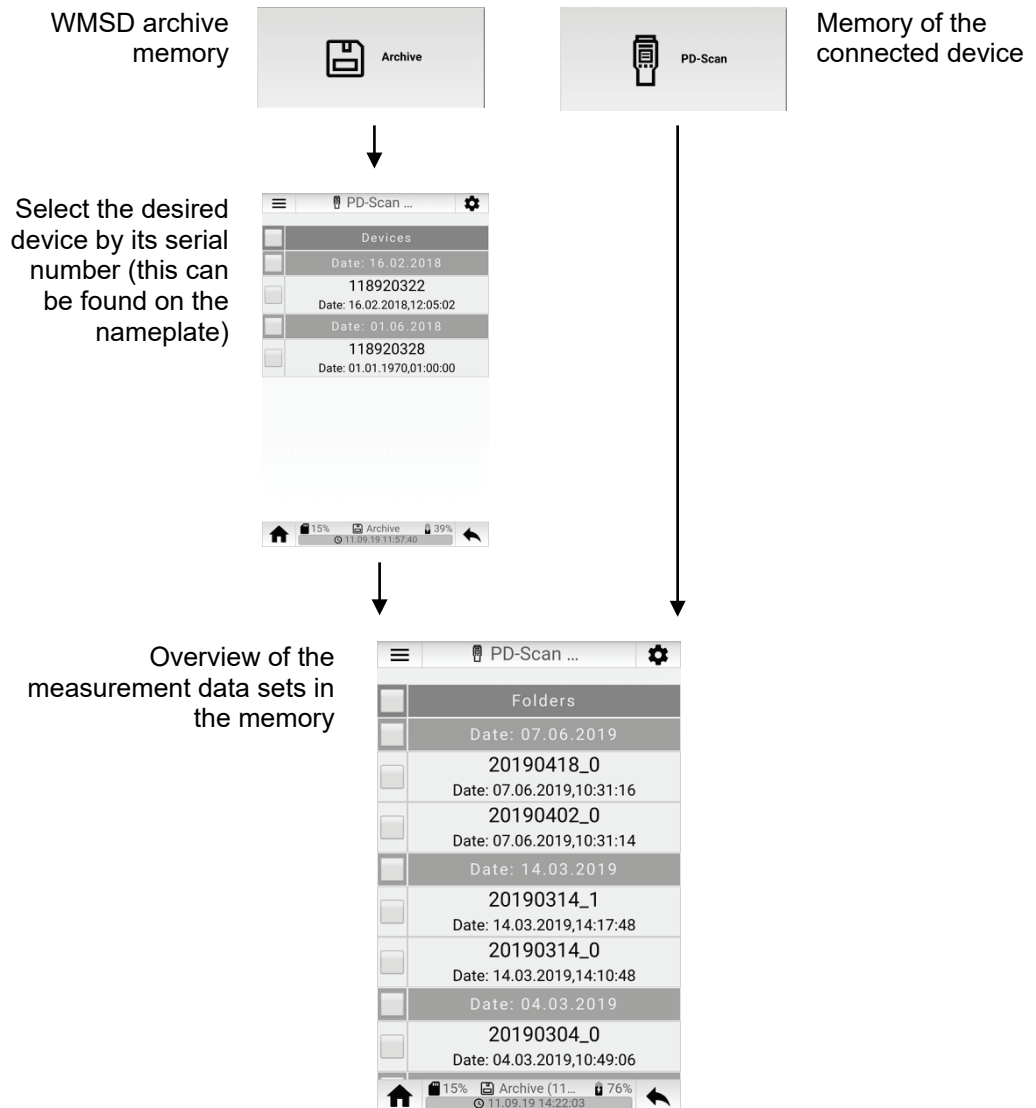 WMSD archive
memory
Archive
PD-Scan
Memory of the
connected device
Select the desired
device by its serial
number (this can
be found on the
nameplate)
PD-Scan ...
Devices
Date: 16.02.2018
118920322
Date: 16.02.2018,12:05:02
Date: 01.06.2018
118920328
Date: 01.01.1970,01:00:00
15% Archive 39%
11.09.19 11:57:40
Overview of the
measurement data sets in
the memory
PD-Scan ...
Folders
Date: 07.06.2019
20190418_0
Date: 07.06.2019,10:31:16
20190402_0
Date: 07.06.2019,10:31:14
Date: 14.03.2019
20190314_1
Date: 14.03.2019,14:17:48
20190314_0
Date: 14.03.2019,14:10:48
Date: 04.03.2019
20190304_0
Date: 04.03.2019,10:49:06
15% Archive (11... 76%
11.09.19 14:22:03